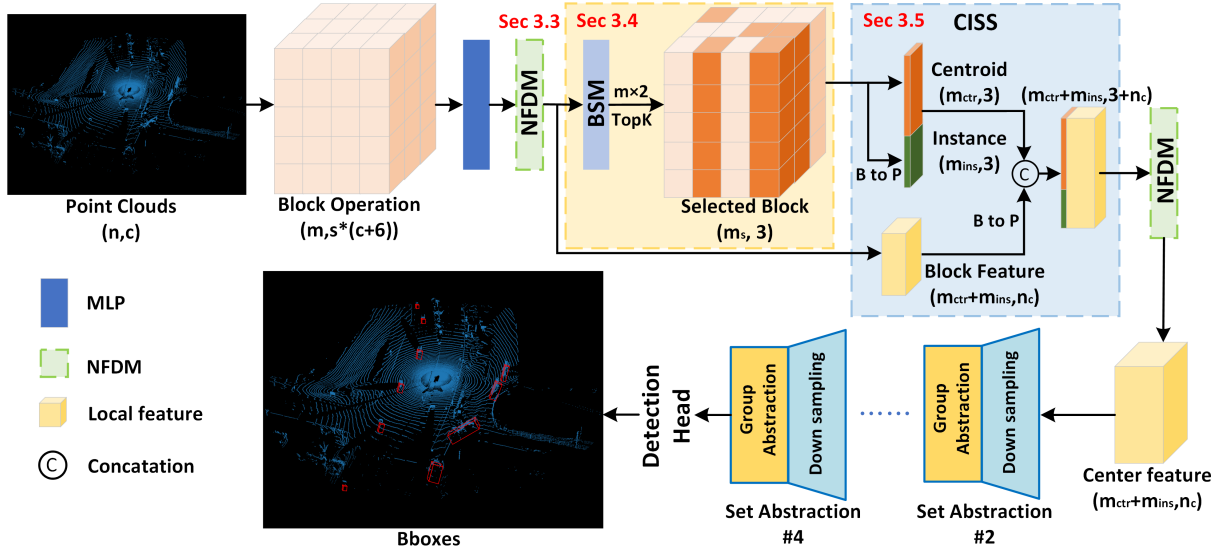 Sec 3.3
Sec 3.4
Sec 3.5
CISS
NFDM
BSM
m×2
TopK
Centroid
(mctr,3)
Instance
(mins,3)
B to P
(mctr+mins,3+nc)
C
B to P
NFDM
Point Clouds
(n,c)
Block Operation
(m,s*(c+6))
Selected Block
(ms, 3)
Block Feature
(mctr+mins,nc)
MLP
NFDM
Local feature
C
Concatation
Bboxes
Detection
Head
Group
Abstraction
Down sampling
Set Abstraction
#4
......
Group
Abstraction
Down sampling
Set Abstraction
#2
Center feature
(mctr+mins,nc)